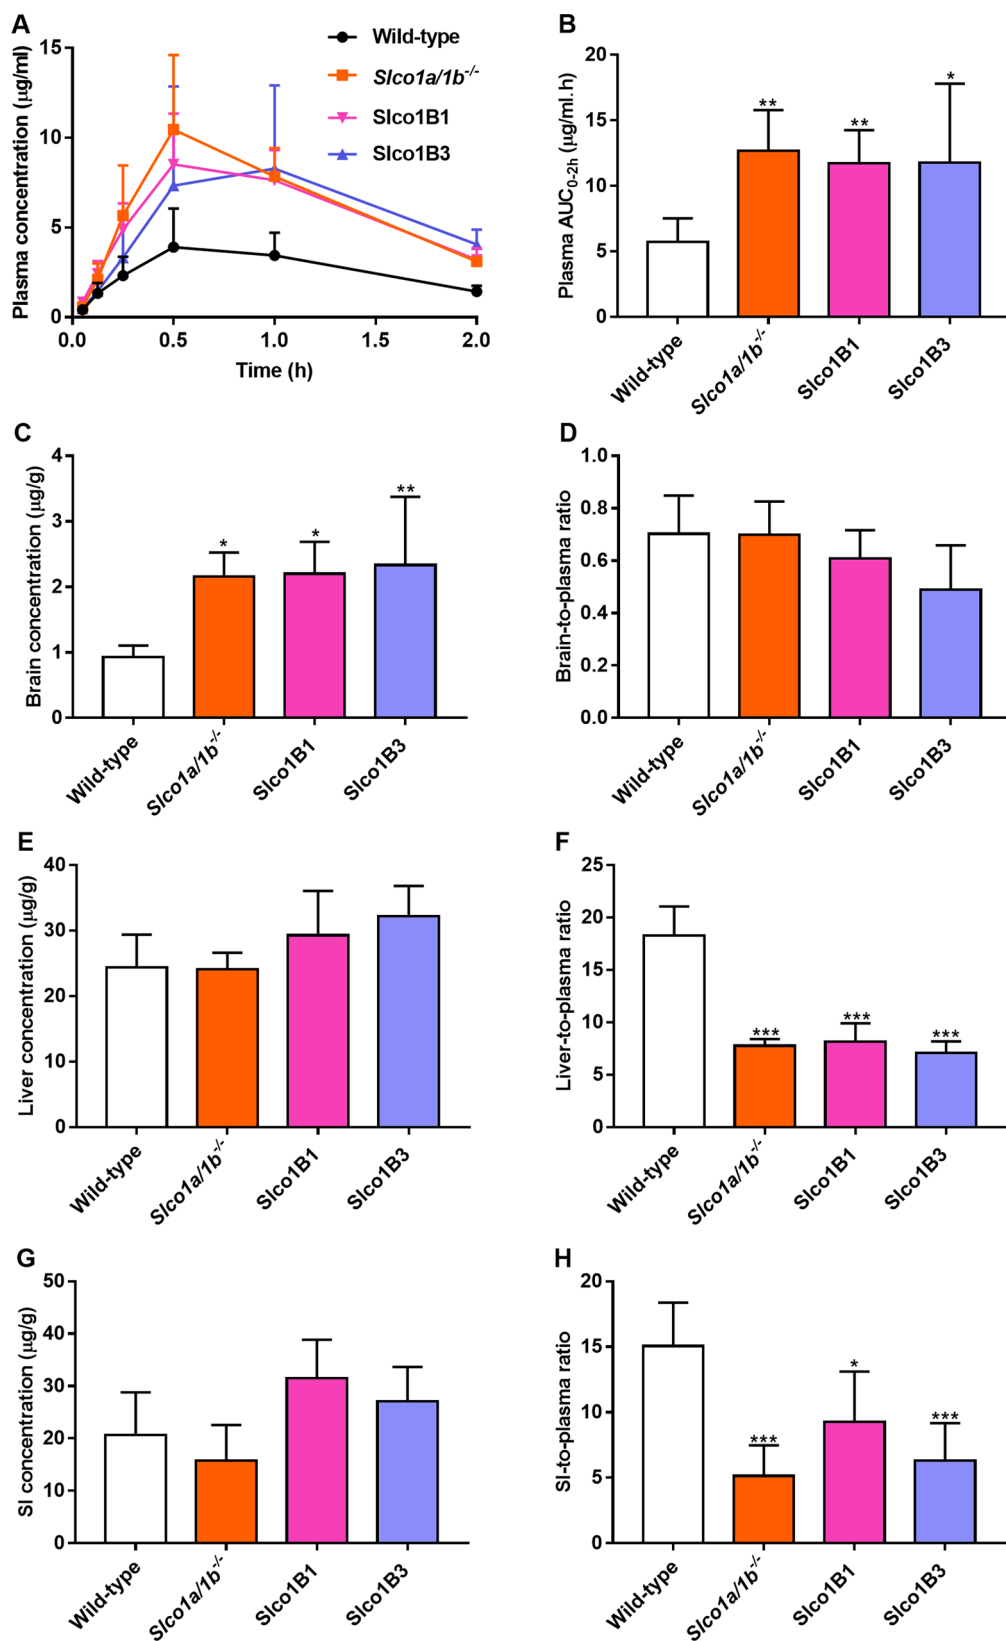 A
Plasma concentration (μg/ml)
15
10
5
0
0.0
0.5
1.0
1.5
2.0
Time (h)
Wild-type
Slco1a/1b-/-
Slco1B1
Slco1B3
B
Plasma AUC0-2h (μg/ml.h)
20
15
10
5
0
**
**
*
Wild-type
Slco1a/1b-/-
Slco1B1
Slco1B3
C
Brain concentration (μg/g)
4
3
2
1
0
*
*
**
Wild-type
Slco1a/1b-/-
Slco1B1
Slco1B3
D
Brain-to-plasma ratio
1.0
0.8
0.6
0.4
0.2
0.0
Wild-type
Slco1a/1b-/-
Slco1B1
Slco1B3
E
Liver concentration (μg/g)
40
30
20
10
0
Wild-type
Slco1a/1b-/-
Slco1B1
Slco1B3
F
Liver-to-plasma ratio
25
20
15
10
5
0
***
***
***
Wild-type
Slco1a/1b-/-
Slco1B1
Slco1B3
G
SI concentration (μg/g)
50
40
30
20
10
0
Wild-type
Slco1a/1b-/-
Slco1B1
Slco1B3
H
SI-to-plasma ratio
20
15
10
5
0
***
*
***
Wild-type
Slco1a/1b-/-
Slco1B1
Slco1B3